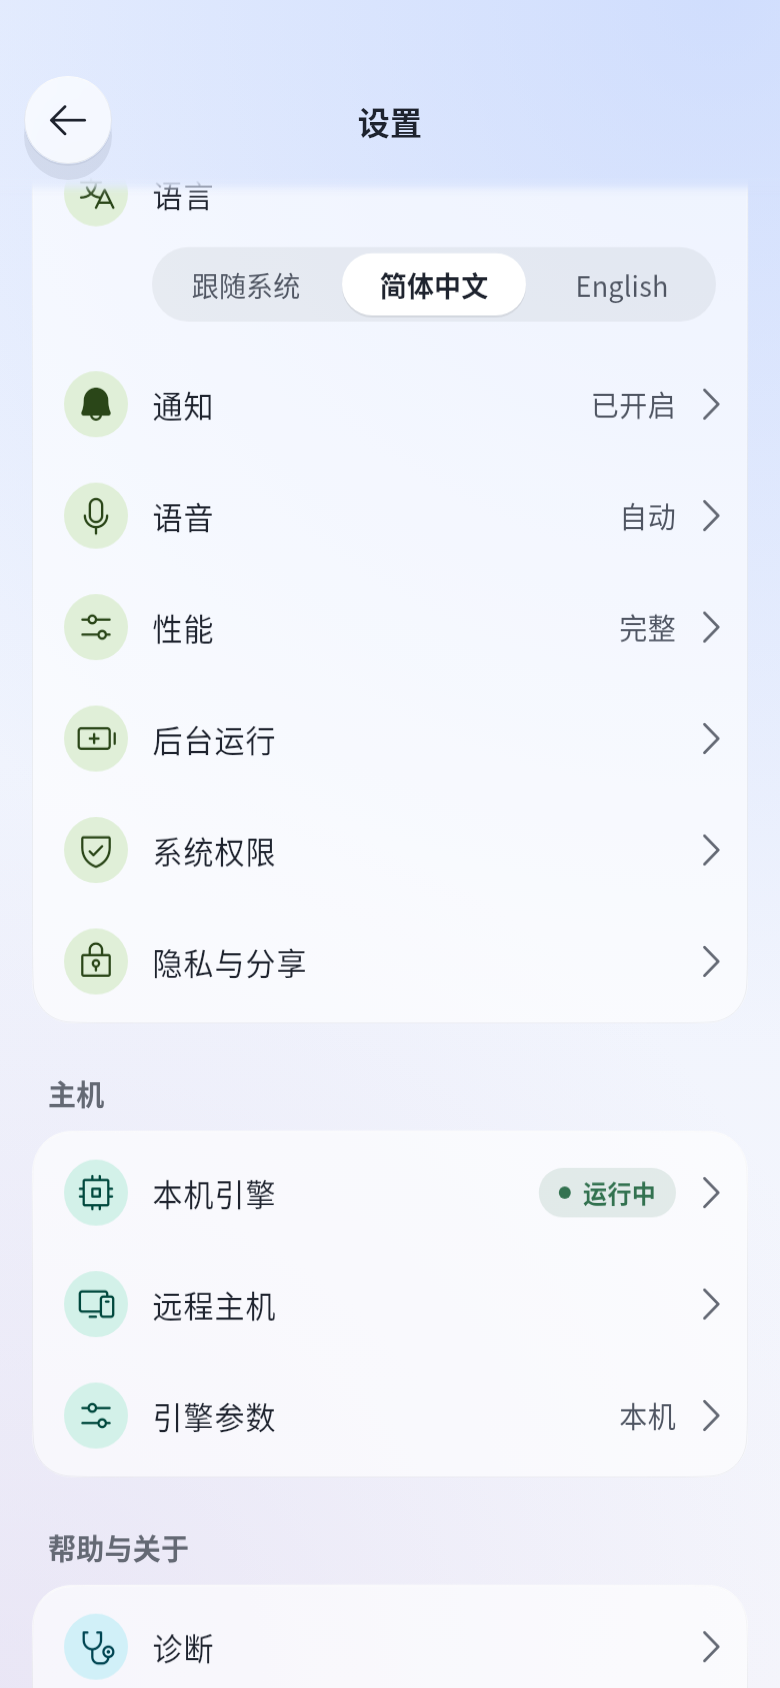 设置
语言
跟随系统
简体中文
English
通知
已开启
语音
自动
性能
完整
后台运行
系统权限
隐私与分享
主机
本机引擎
运行中
远程主机
引擎参数
本机
帮助与关于
诊断